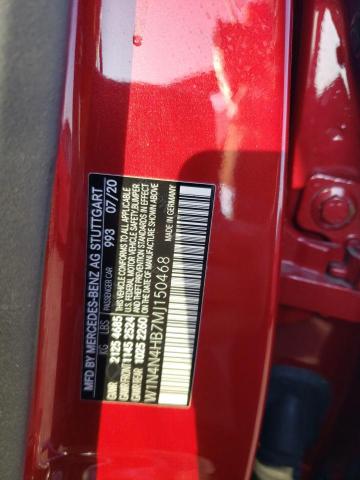 MFD BY MERCEDES-BENZ AG STUTTGART
PASSENGER CAR 993 07/20
KG LBS
GVWR 2125 4685
GAWR/FRONT 1145 2524
GAWR/REAR 1025 2260
THIS VEHICLE CONFORMS TO ALL APPLICABLE
U.S. FEDERAL MOTOR VEHICLE SAFETY, BUMPER,
AND THEFT PREVENTION STANDARDS IN EFFECT
ON THE DATE OF MANUFACTURE SHOWN ABOVE
W1N4N4HB7MJ150468
MADE IN GERMANY